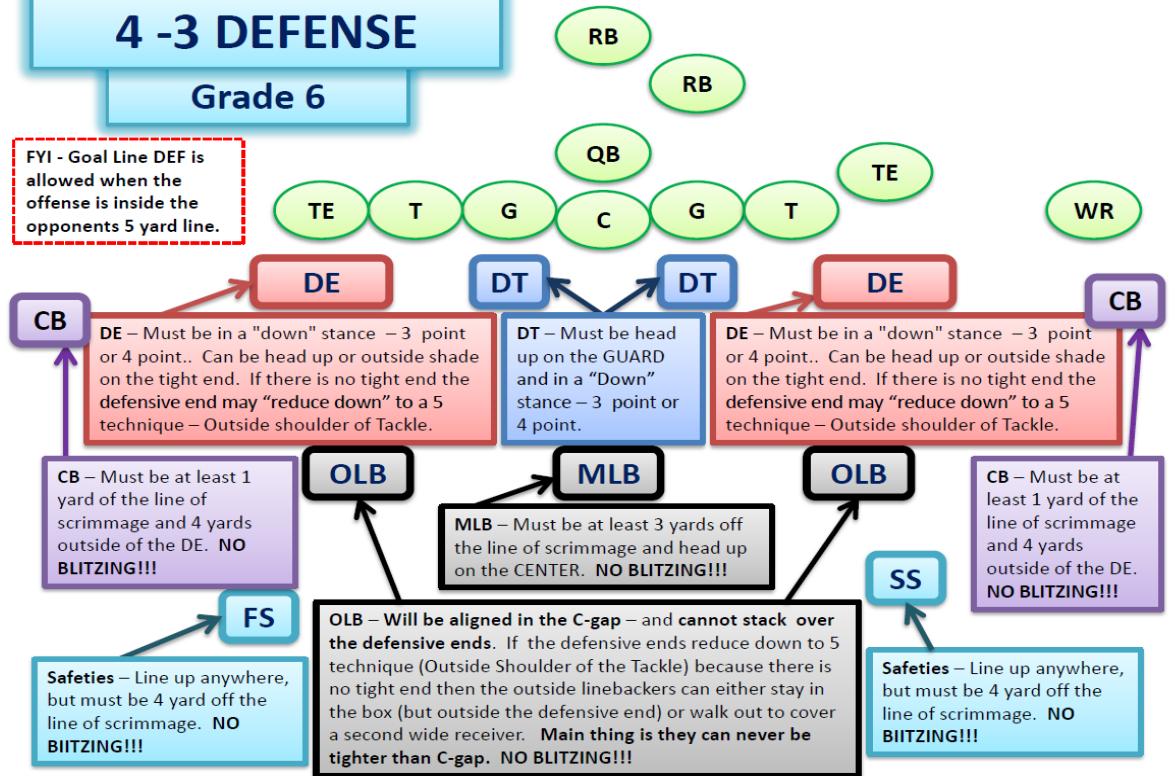 4 -3 DEFENSE
Grade 6
FYI - Goal Line DEF is
allowed when the
offense is inside the
opponents 5 yard line.
RB
RB
QB
TE
TE
T
G
C
G
T
WR
DE
DT
DT
DE
CB
CB
DE – Must be in a "down" stance – 3 point
or 4 point.. Can be head up or outside shade
on the tight end. If there is no tight end the
defensive end may “reduce down” to a 5
technique – Outside shoulder of Tackle.
DT – Must be head
up on the GUARD
and in a “Down”
stance – 3 point or
4 point.
DE – Must be in a "down" stance – 3 point
or 4 point.. Can be head up or outside shade
on the tight end. If there is no tight end the
defensive end may “reduce down” to a 5
technique – Outside shoulder of Tackle.
OLB
MLB
OLB
CB – Must be at least 1
yard of the line of
scrimmage and 4 yards
outside of the DE. NO
BLITZING!!!
MLB – Must be at least 3 yards off
the line of scrimmage and head up
on the CENTER. NO BLITZING!!!
CB – Must be at
least 1 yard of the
line of scrimmage
and 4 yards
outside of the DE.
NO BLITZING!!!
FS
SS
OLB – Will be aligned in the C-gap – and cannot stack over
the defensive ends. If the defensive ends reduce down to 5
technique (Outside Shoulder of the Tackle) because there is
no tight end then the outside linebackers can either stay in
the box (but outside the defensive end) or walk out to cover
a second wide receiver. Main thing is they can never be
tighter than C-gap. NO BLITZING!!!
Safeties – Line up anywhere,
but must be 4 yard off the
line of scrimmage. NO
BIITZING!!!
Safeties – Line up anywhere,
but must be 4 yard off the
line of scrimmage. NO
BIITZING!!!